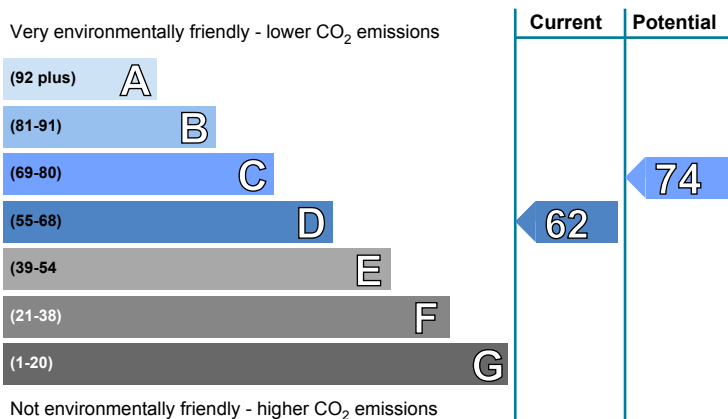 Current Potential
Very environmentally friendly - lower CO2 emissions
(92 plus) A
(81-91) B
(69-80) C
74
(55-68) D
62
(39-54 E
(21-38) F
(1-20) G
Not environmentally friendly - higher CO2 emissions